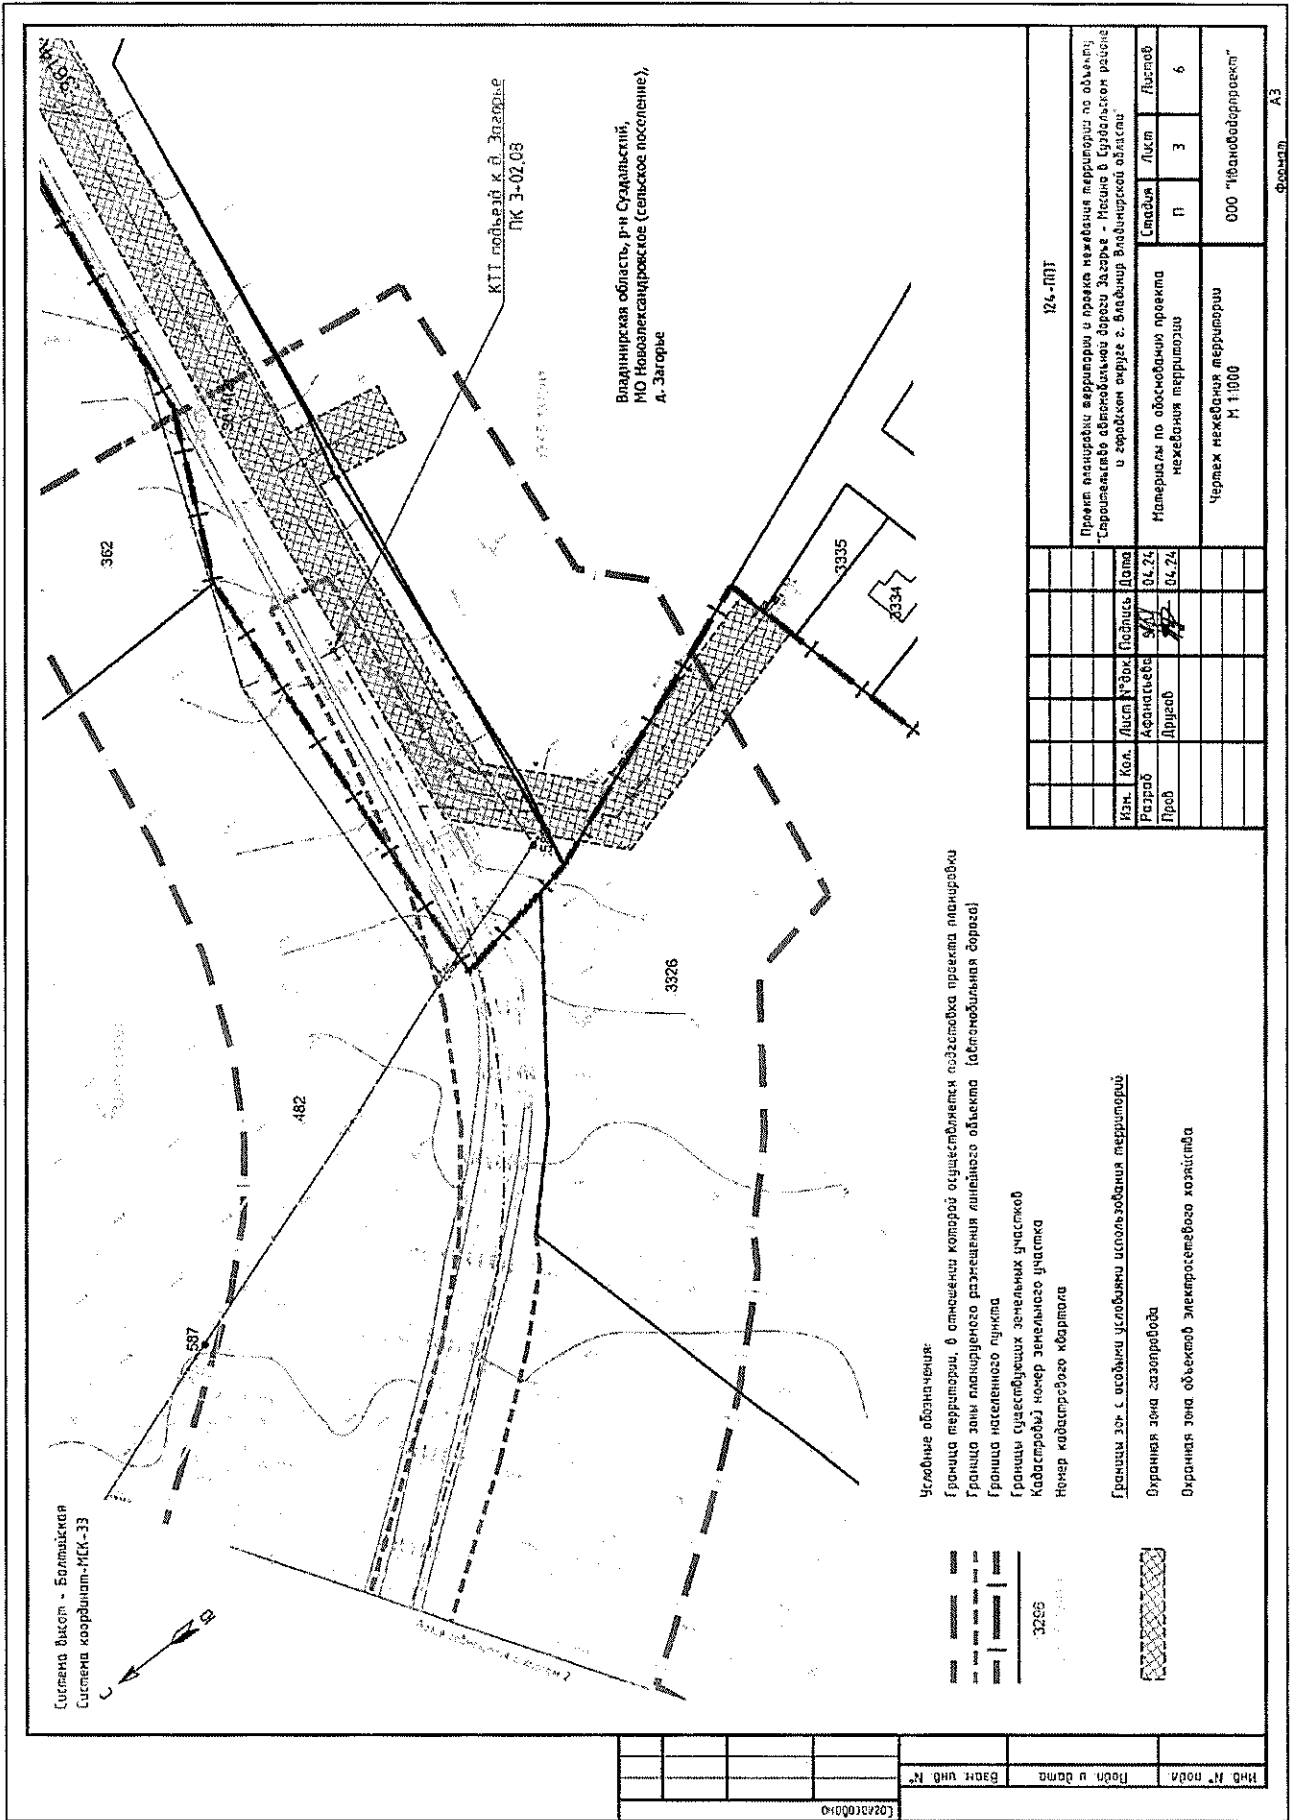 Система высот - Балтийская
Система координат-МСК-33
С
Ю
587
482
362
КТП подъезд к д. Загорье
ПК 3+02,03
Владимирская область, р-н Суздальский,
МО Новоалександровское (сельское поселение),
д. Загорье
3326
3335
3334
Условные обозначения:
Граница территории, в отношении которой осуществляется подготовка проекта планировки
Граница зоны планируемого размещения линейного объекта (автомобильная дорога)
Граница населенного пункта
Границы существующих земельных участков
3296 Кадастровый номер земельного участка
Номер кадастрового квартала
Границы зон с особыми условиями использования территорий:
Охранная зона газопровода
Охранная зона объектов электросетевого хозяйства
124-ППТ
Проект планировки территории и проект межевания территории по объекту:
"Строительство автомобильной дороги Загорье - Мосино в Суздальском районе
и городском округе г. Владимир Владимирской области"
Изм. Кол. Лист №док. Подпись Дата
Разраб Афанасьева 04.24
Пров Другов 04.24
Материалы по обоснованию проекта
межевания территории
Стадия Лист Листов
П 3 6
Чертеж межевания территории
М 1:1000
ООО "Ивановодорпроект"
Формат А3
Согласовано
Взам. инв. №
Подп. и дата
Инв. № подл.